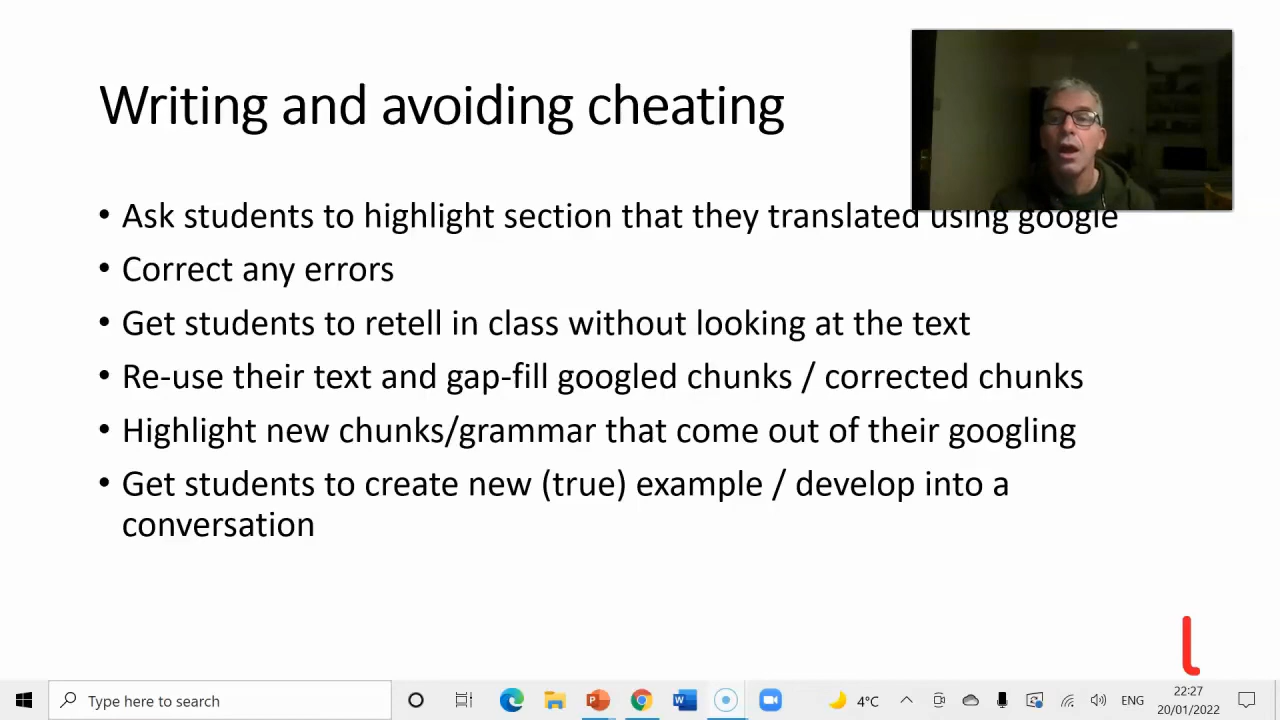 Writing and avoiding cheating
• Ask students to highlight section that they translated using google
• Correct any errors
• Get students to retell in class without looking at the text
• Re-use their text and gap-fill googled chunks / corrected chunks
• Highlight new chunks/grammar that come out of their googling
• Get students to create new (true) example / develop into a
conversation
l
Type here to search
4°C
ENG
22:27
20/01/2022